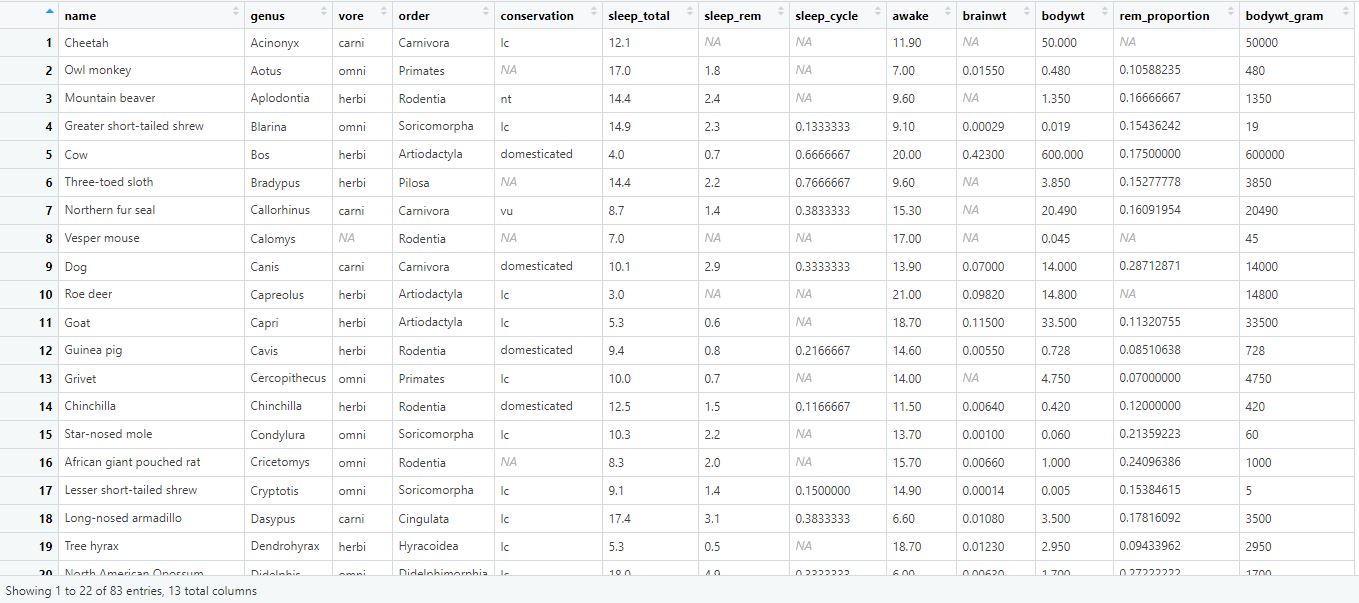 name genus vore order conservation sleep_total sleep_rem sleep_cycle awake brainwt bodywt rem_proportion bodywt_gram
1 Cheetah Acinonyx carni Carnivora lc 12.1 NA NA 11.90 NA 50.000 NA 50000
2 Owl monkey Aotus omni Primates NA 17.0 1.8 NA 7.00 0.01550 0.480 0.10588235 480
3 Mountain beaver Aplodontia herbi Rodentia nt 14.4 2.4 NA 9.60 NA 1.350 0.16666667 1350
4 Greater short-tailed shrew Blarina omni Soricomorpha lc 14.9 2.3 0.1333333 9.10 0.00029 0.019 0.15436242 19
5 Cow Bos herbi Artiodactyla domesticated 4.0 0.7 0.6666667 20.00 0.42300 600.000 0.17500000 600000
6 Three-toed sloth Bradypus herbi Pilosa NA 14.4 2.2 0.7666667 9.60 NA 3.850 0.15277778 3850
7 Northern fur seal Callorhinus carni Carnivora vu 8.7 1.4 0.3833333 15.30 NA 20.490 0.16091954 20490
8 Vesper mouse Calomys NA Rodentia NA 7.0 NA NA 17.00 NA 0.045 NA 45
9 Dog Canis carni Carnivora domesticated 10.1 2.9 0.3333333 13.90 0.07000 14.000 0.28712871 14000
10 Roe deer Capreolus herbi Artiodactyla lc 3.0 NA NA 21.00 0.09820 14.800 NA 14800
11 Goat Capri herbi Artiodactyla lc 5.3 0.6 NA 18.70 0.11500 33.500 0.11320755 33500
12 Guinea pig Cavis herbi Rodentia domesticated 9.4 0.8 0.2166667 14.60 0.00550 0.728 0.08510638 728
13 Grivet Cercopithecus omni Primates lc 10.0 0.7 NA 14.00 NA 4.750 0.07000000 4750
14 Chinchilla Chinchilla herbi Rodentia domesticated 12.5 1.5 0.1166667 11.50 0.00640 0.420 0.12000000 420
15 Star-nosed mole Condylura omni Soricomorpha lc 10.3 2.2 NA 13.70 0.00100 0.060 0.21359223 60
16 African giant pouched rat Cricetomys omni Rodentia NA 8.3 2.0 NA 15.70 0.00660 1.000 0.24096386 1000
17 Lesser short-tailed shrew Cryptotis omni Soricomorpha lc 9.1 1.4 0.1500000 14.90 0.00014 0.005 0.15384615 5
18 Long-nosed armadillo Dasypus carni Cingulata lc 17.4 3.1 0.3833333 6.60 0.01080 3.500 0.17816092 3500
19 Tree hyrax Dendrohyrax herbi Hyracoidea lc 5.3 0.5 NA 18.70 0.01230 2.950 0.09433962 2950
20 North American Opossum Didelphis omni Didelphimorphia lc 18.0 4.9 0.3333333 6.00 0.00630 1.700 0.27222222 1700
Showing 1 to 22 of 83 entries, 13 total columns